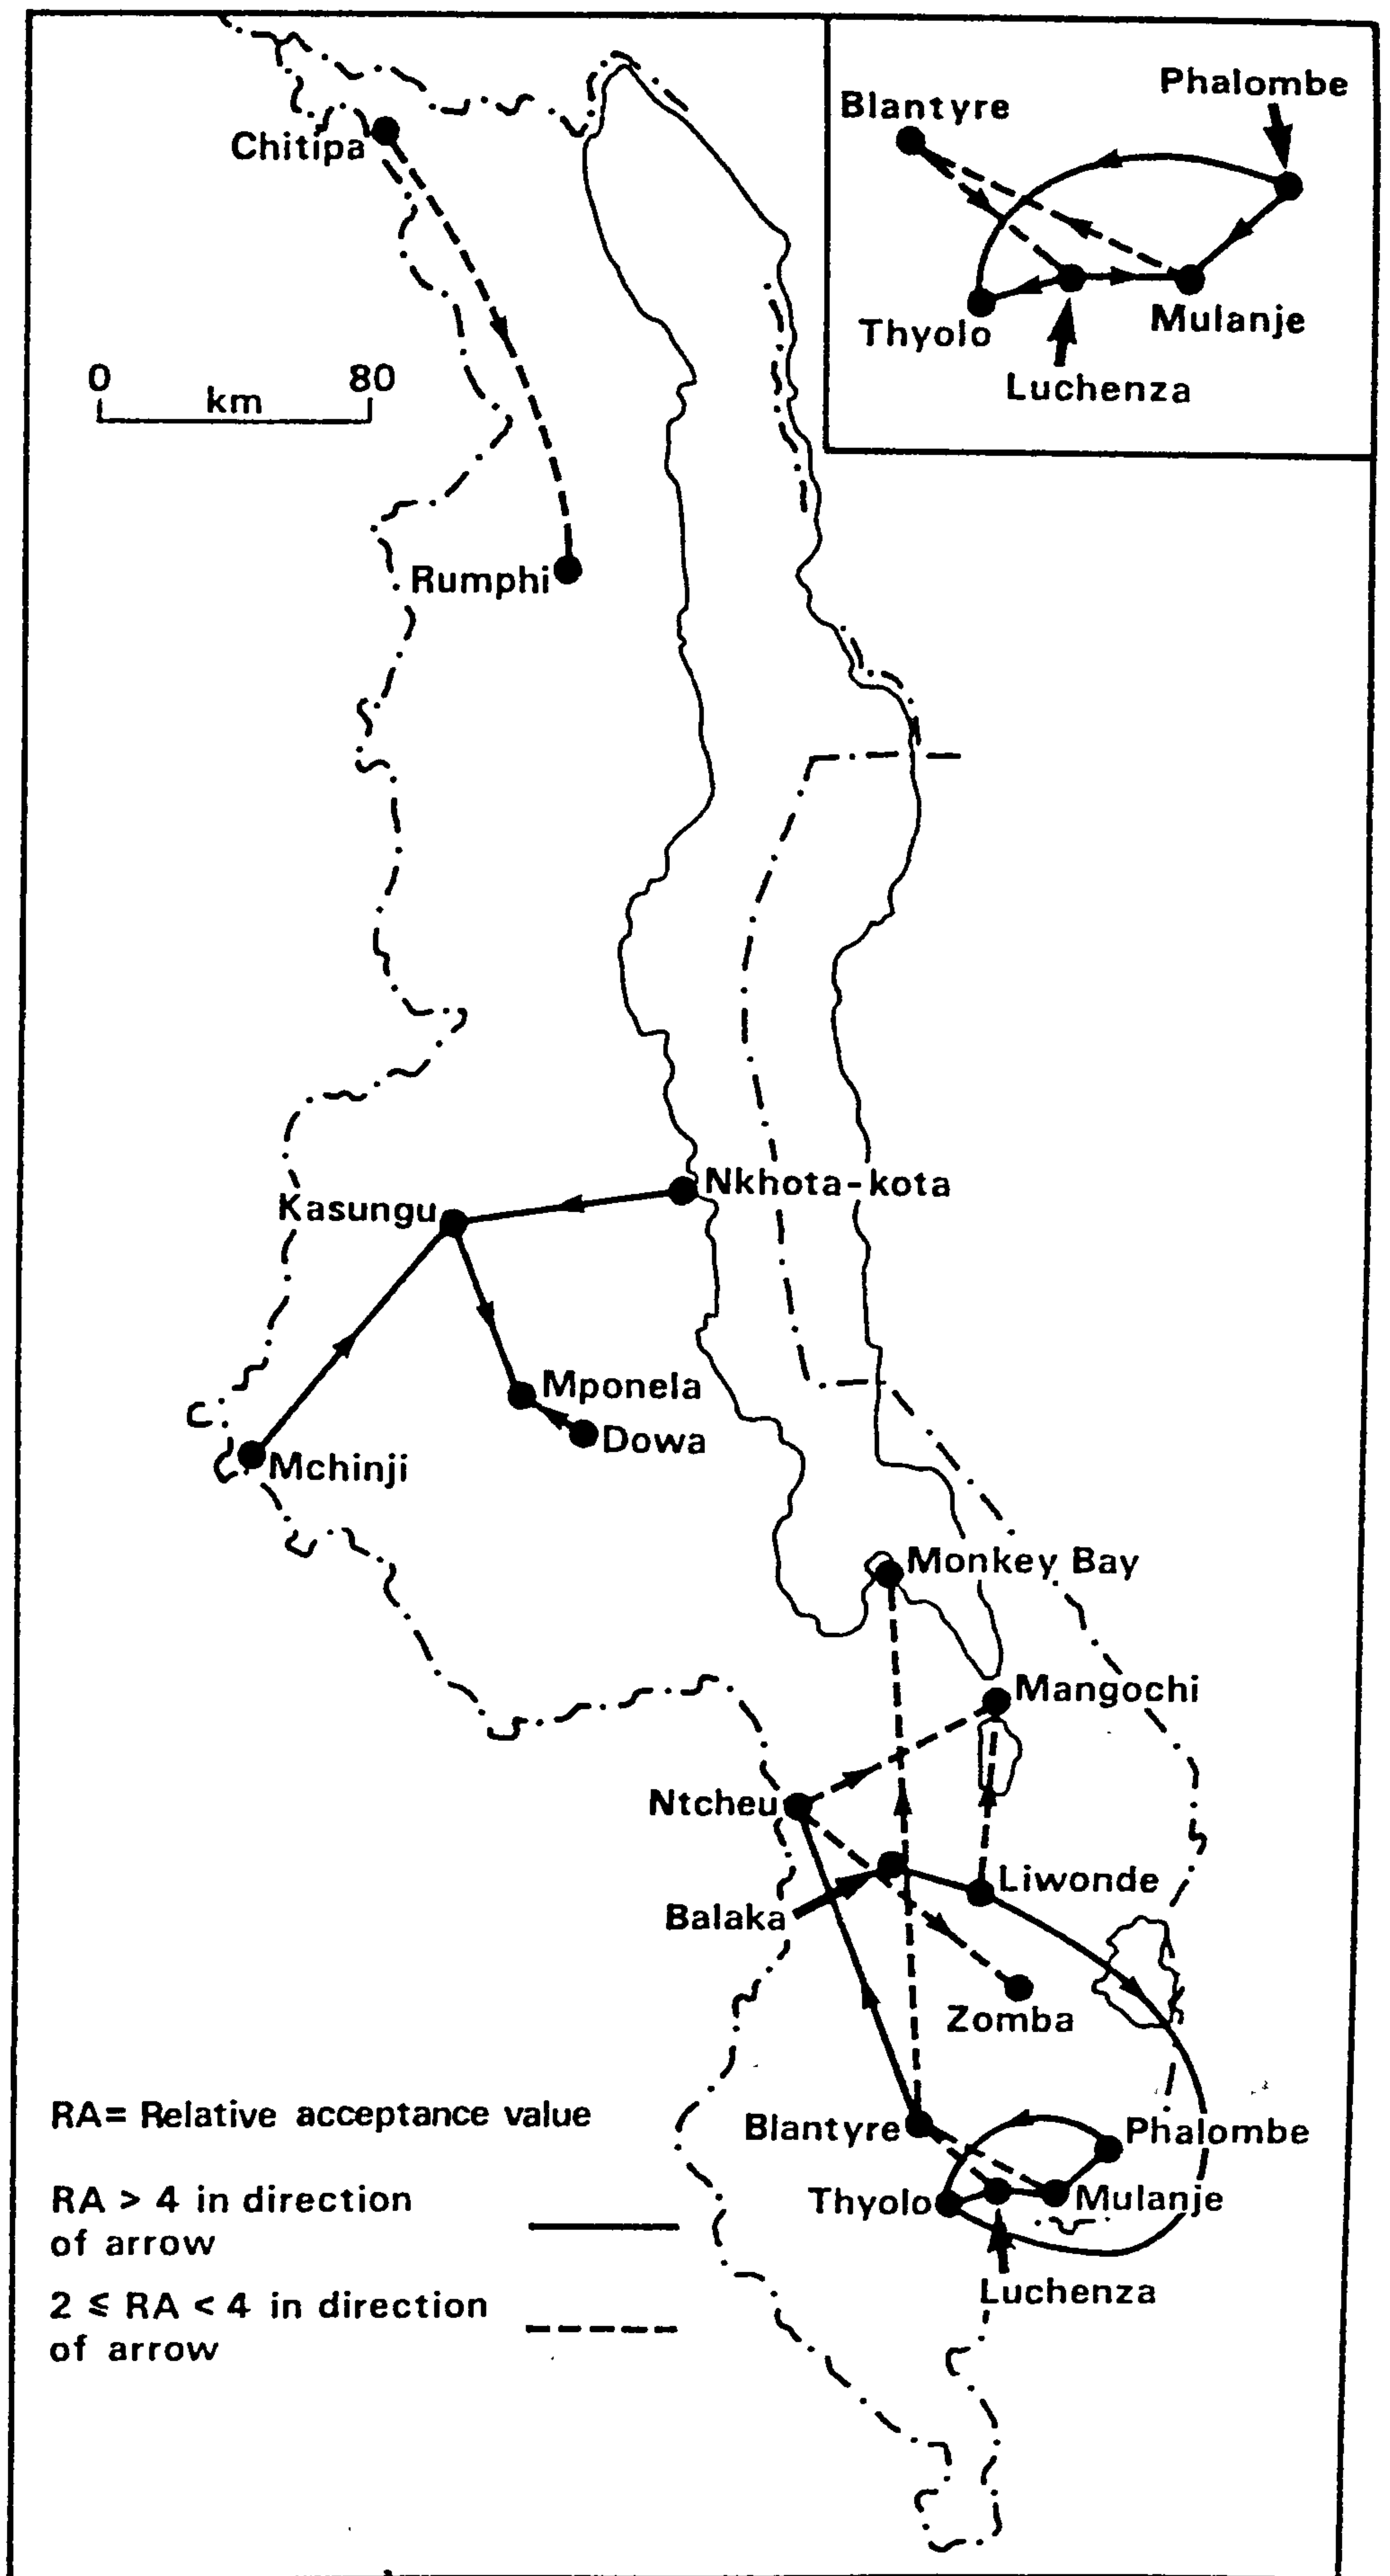 Phalombe
Blantyre
Chitipa
Thyolo
Mulanje
Luchenza
0 80
km
Rumphi
Nkhota-kota
Kasungu
Mponela
Dowa
Mchinji
Monkey Bay
Mangochi
Ntcheu
Liwonde
Balaka
Zomba
RA= Relative acceptance value
Blantyre
Phalombe
RA > 4 in direction
of arrow
Thyolo
Mulanje
Luchenza
2 ≤ RA < 4 in direction
of arrow